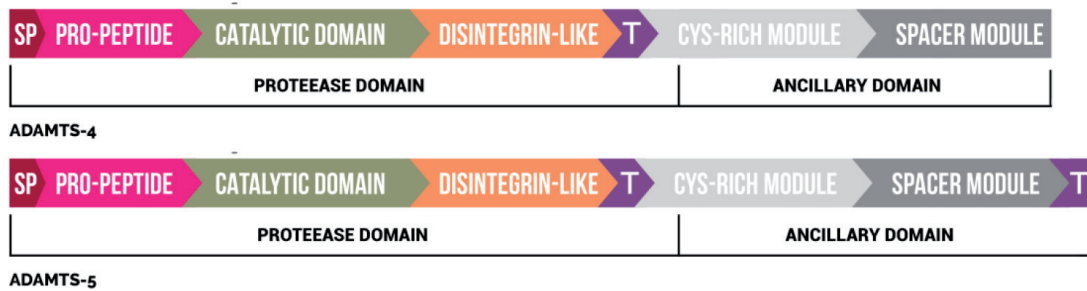 SP PRO-PEPTIDE CATALYTIC DOMAIN DISINTEGRIN-LIKE T CYS-RICH MODULE SPACER MODULE
PROTEEASE DOMAIN ANCILLARY DOMAIN
ADAMTS-4
SP PRO-PEPTIDE CATALYTIC DOMAIN DISINTEGRIN-LIKE T CYS-RICH MODULE SPACER MODULE T
PROTEEASE DOMAIN ANCILLARY DOMAIN
ADAMTS-5